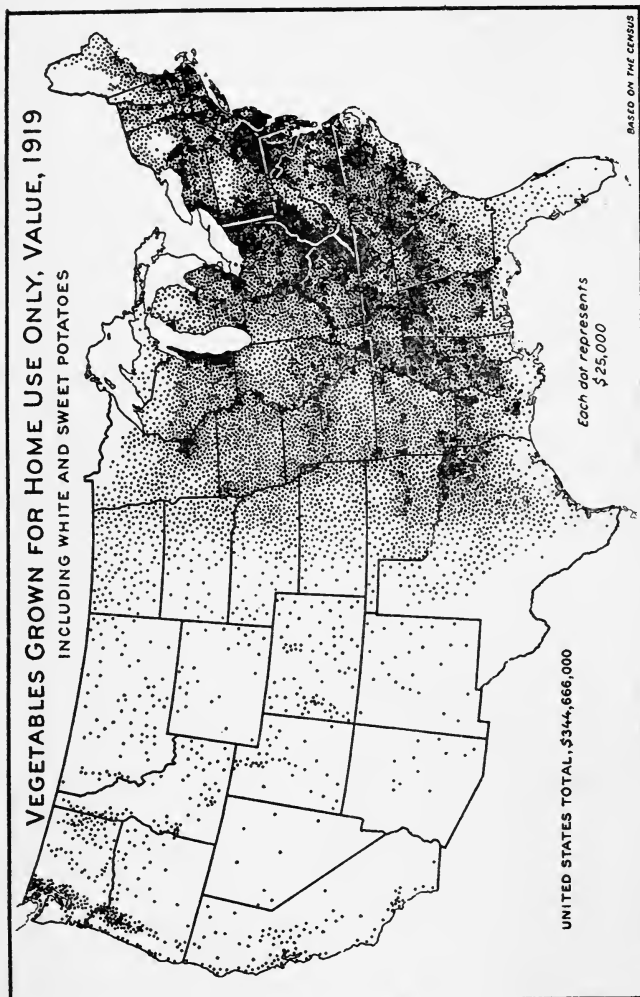 VEGETABLES GROWN FOR HOME USE ONLY, VALUE, 1919
INCLUDING WHITE AND SWEET POTATOES
Each dot represents
$25,000
UNITED STATES TOTAL, $344,666,000
BASED ON THE CENSUS